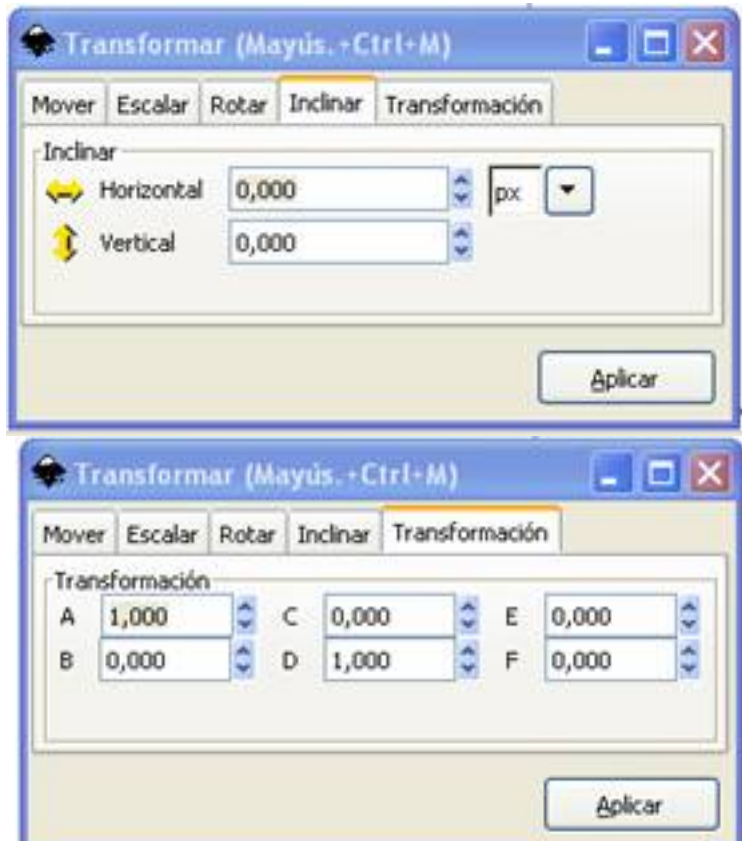 Transformar (Mayús.+Ctrl+M)
Mover Escalar Rotar Inclinar Transformación
Inclinar
Horizontal 0,000 px
Vertical 0,000
Aplicar
Transformar (Mayús.+Ctrl+M)
Mover Escalar Rotar Inclinar Transformación
Transformación
A 1,000 C 0,000 E 0,000
B 0,000 D 1,000 F 0,000
Aplicar